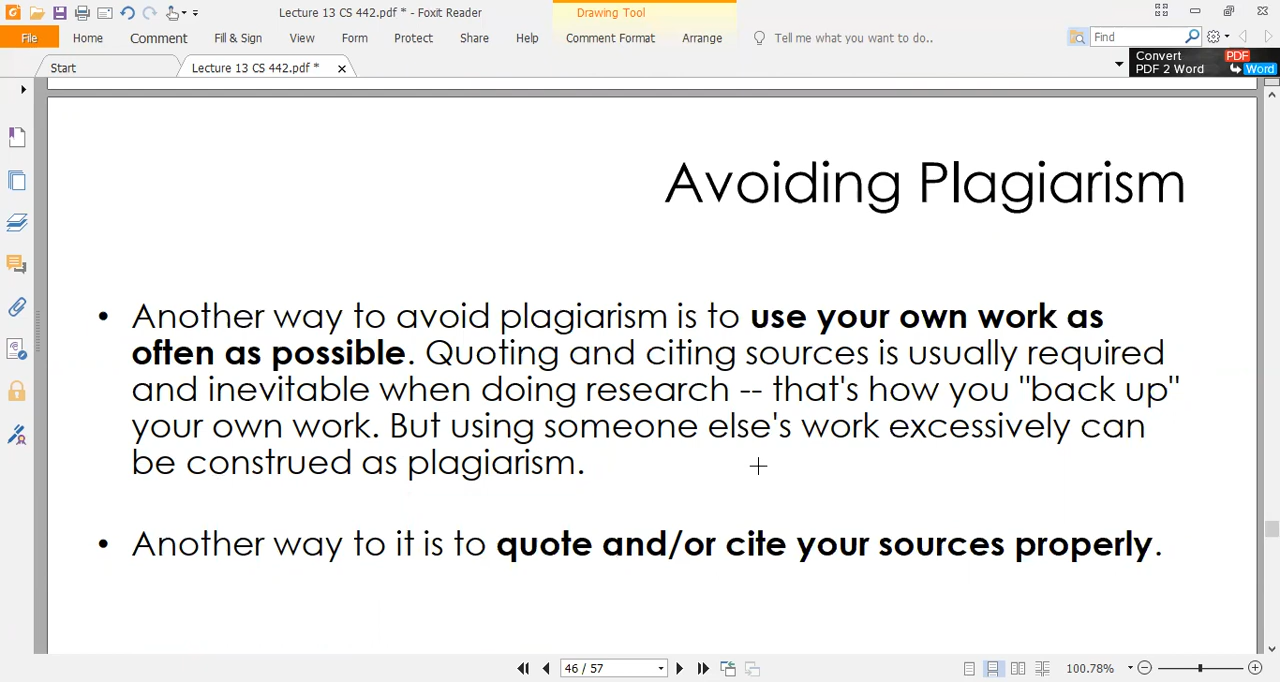 Lecture 13 CS 442.pdf * - Foxit Reader
Drawing Tool
File Home Comment Fill & Sign View Form Protect Share Help Comment Format Arrange Tell me what you want to do.. Find
Start Lecture 13 CS 442.pdf *
Convert PDF
PDF 2 Word Word
Avoiding Plagiarism
• Another way to avoid plagiarism is to use your own work as
often as possible. Quoting and citing sources is usually required
and inevitable when doing research -- that's how you "back up"
your own work. But using someone else's work excessively can
be construed as plagiarism.
• Another way to it is to quote and/or cite your sources properly.
46 / 57 100.78%